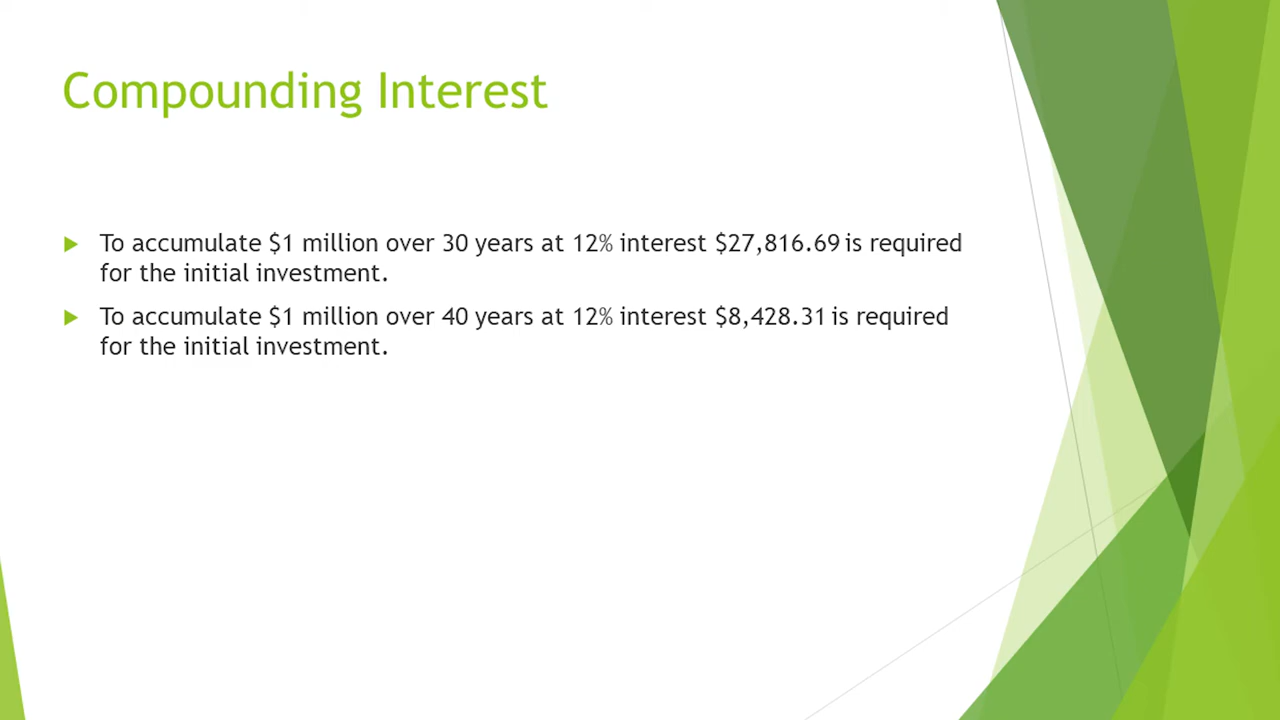 Compounding Interest
To accumulate $1 million over 30 years at 12% interest $27,816.69 is required
for the initial investment.
To accumulate $1 million over 40 years at 12% interest $8,428.31 is required
for the initial investment.